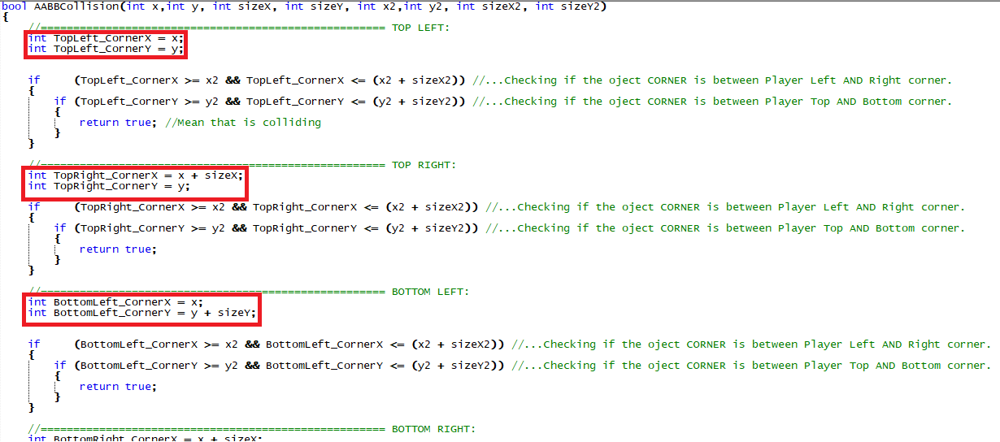 bool AABBCollision(int x,int y, int sizeX, int sizeY, int x2,int y2, int sizeX2, int sizeY2)
{
//===================================================== TOP LEFT:
int TopLeft_CornerX = x;
int TopLeft_CornerY = y;
if (TopLeft_CornerX >= x2 && TopLeft_CornerX <= (x2 + sizeX2)) //...Checking if the oject CORNER is between Player Left AND Right corner.
{
if (TopLeft_CornerY >= y2 && TopLeft_CornerY <= (y2 + sizeY2)) //...Checking if the oject CORNER is between Player Top AND Bottom corner.
{
return true; //Mean that is colliding
}
}
//===================================================== TOP RIGHT:
int TopRight_CornerX = x + sizeX;
int TopRight_CornerY = y;
if (TopRight_CornerX >= x2 && TopRight_CornerX <= (x2 + sizeX2)) //...Checking if the oject CORNER is between Player Left AND Right corner.
{
if (TopRight_CornerY >= y2 && TopRight_CornerY <= (y2 + sizeY2)) //...Checking if the oject CORNER is between Player Top AND Bottom corner.
{
return true;
}
}
//===================================================== BOTTOM LEFT:
int BottomLeft_CornerX = x;
int BottomLeft_CornerY = y + sizeY;
if (BottomLeft_CornerX >= x2 && BottomLeft_CornerX <= (x2 + sizeX2)) //...Checking if the oject CORNER is between Player Left AND Right corner.
{
if (BottomLeft_CornerY >= y2 && BottomLeft_CornerY <= (y2 + sizeY2)) //...Checking if the oject CORNER is between Player Top AND Bottom corner.
{
return true;
}
}
//===================================================== BOTTOM RIGHT:
int BottomRight_CornerX = x + sizeX;